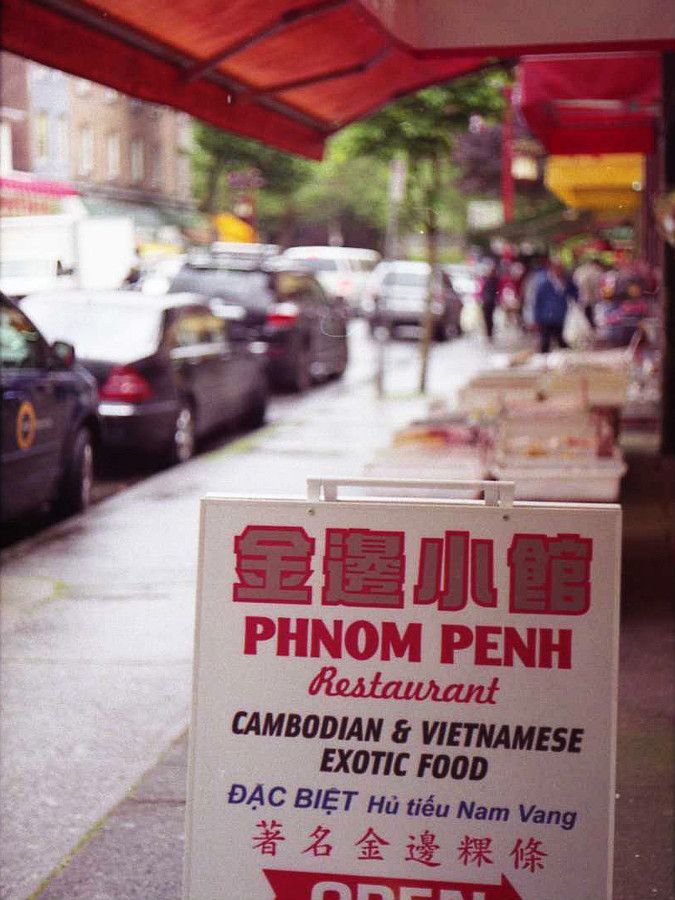 金邊小館
PHNOM PENH
Restaurant
CAMBODIAN & VIETNAMESE
EXOTIC FOOD
ĐẶC BIỆT Hủ tiếu Nam Vang
著名金邊粿條
OPEN